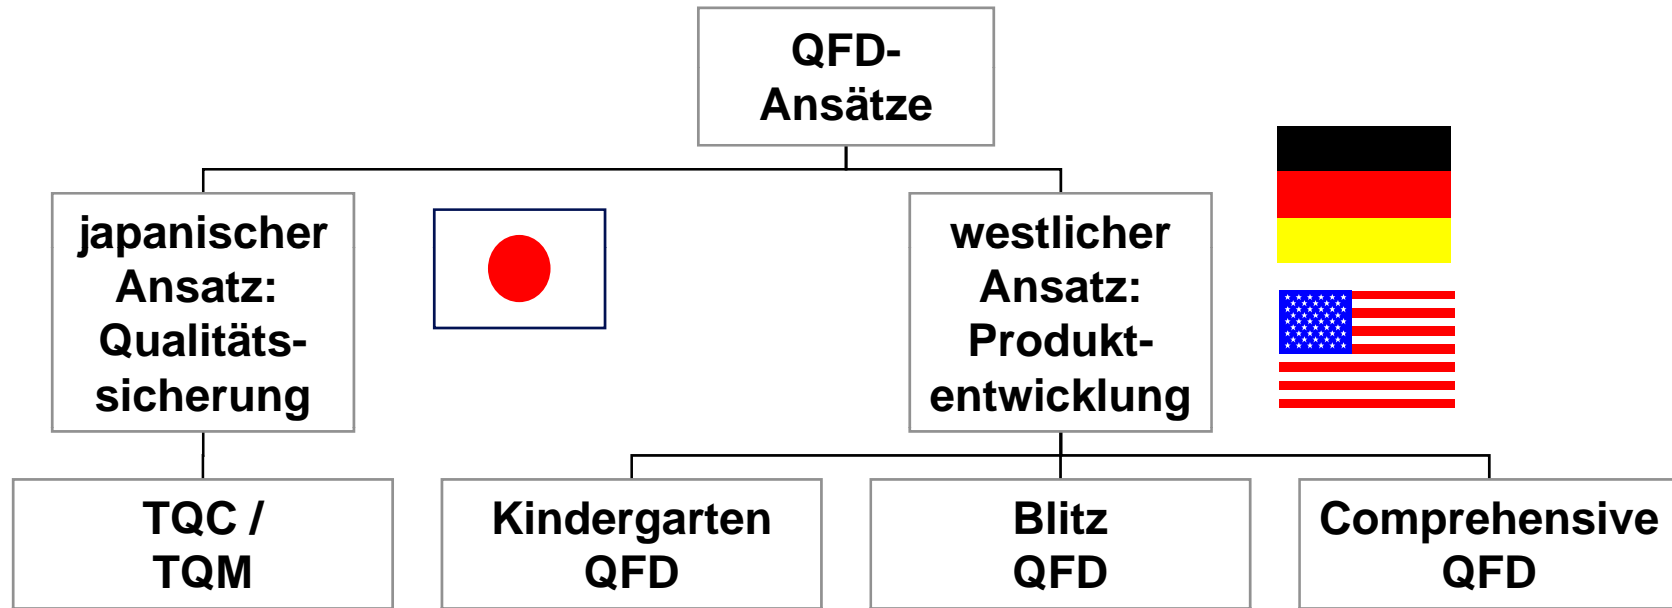 QFD-
Ansätze
japanischer
Ansatz:
Qualitäts-
sicherung
westlicher
Ansatz:
Produkt-
entwicklung
TQC /
TQM
Kindergarten
QFD
Blitz
QFD
Comprehensive
QFD